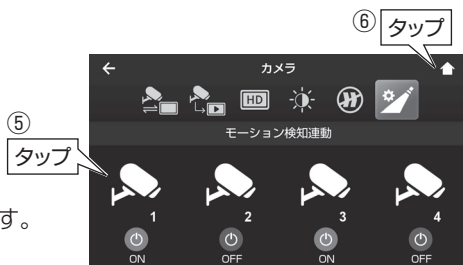 ⑥ タップ
カメラ
HD
モーション検知連動
⑤
タップ
1 2 3 4
ON OFF ON OFF
す。